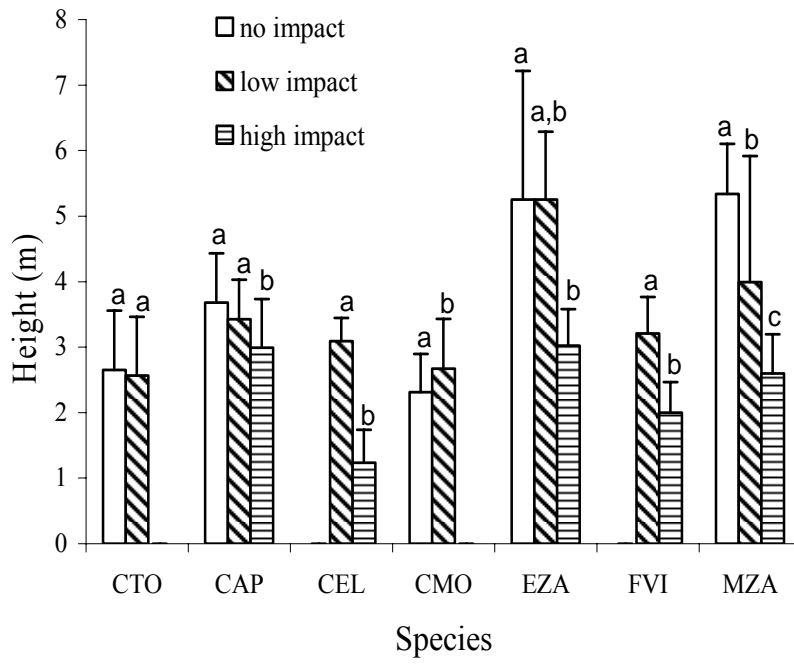 8
7
6
5
4
3
2
1
0
Height (m)
no impact
low impact
high impact
a a
a a b
a b
a b
a a,b b
a b
a b c
CTO CAP CEL CMO EZA FVI MZA
Species